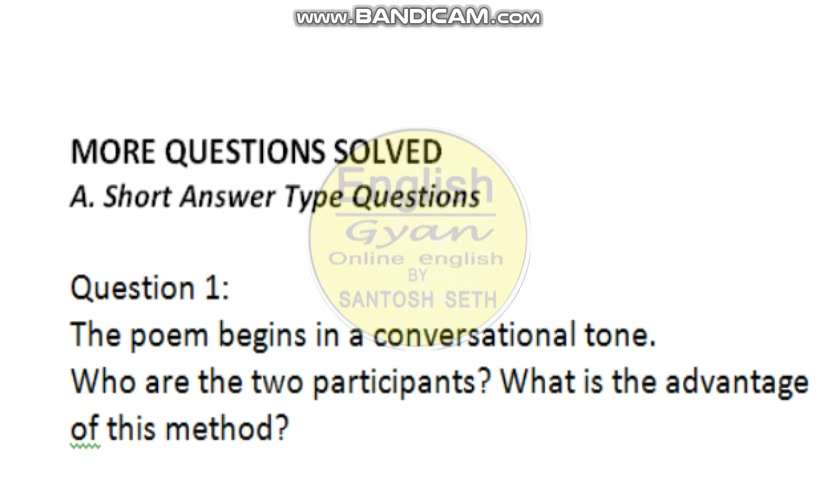 www.BANDICAM.com
MORE QUESTIONS SOLVED
A. Short Answer Type Questions
English
Gyan
Online english
BY
SANTOSH SETH
Question 1:
The poem begins in a conversational tone.
Who are the two participants? What is the advantage
of this method?